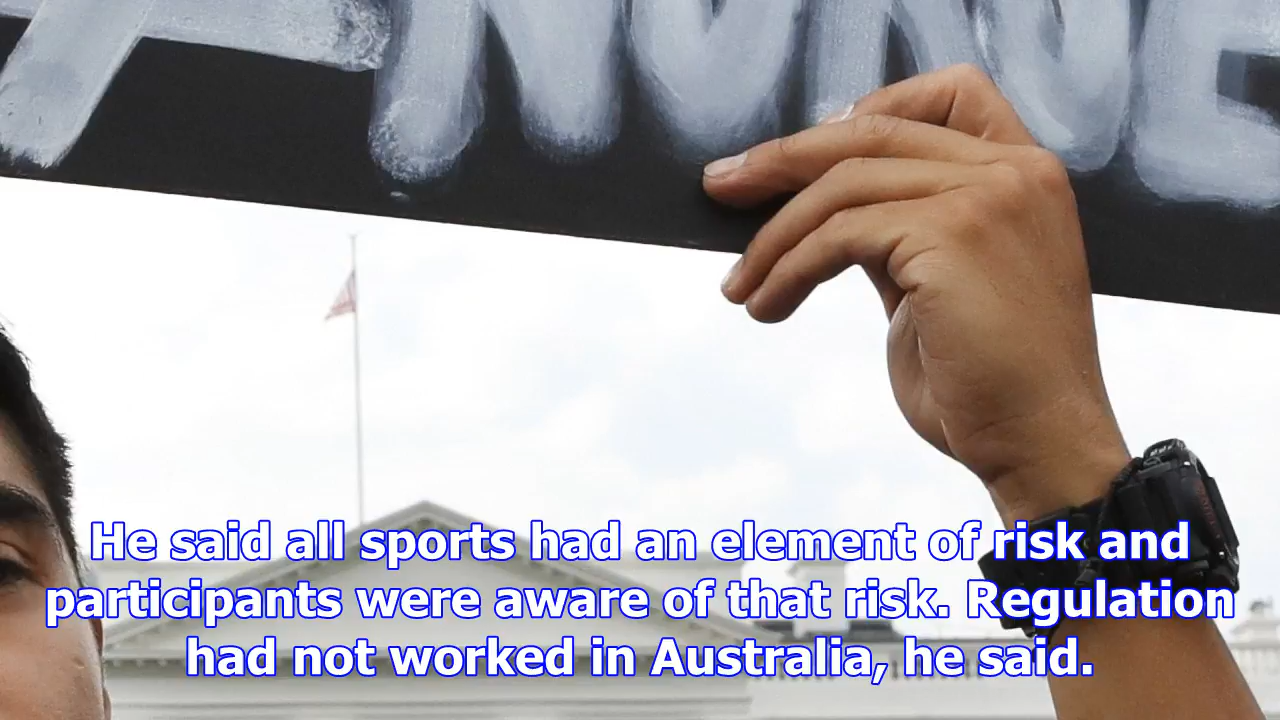 He said all sports had an element of risk and
participants were aware of that risk. Regulation
had not worked in Australia, he said.